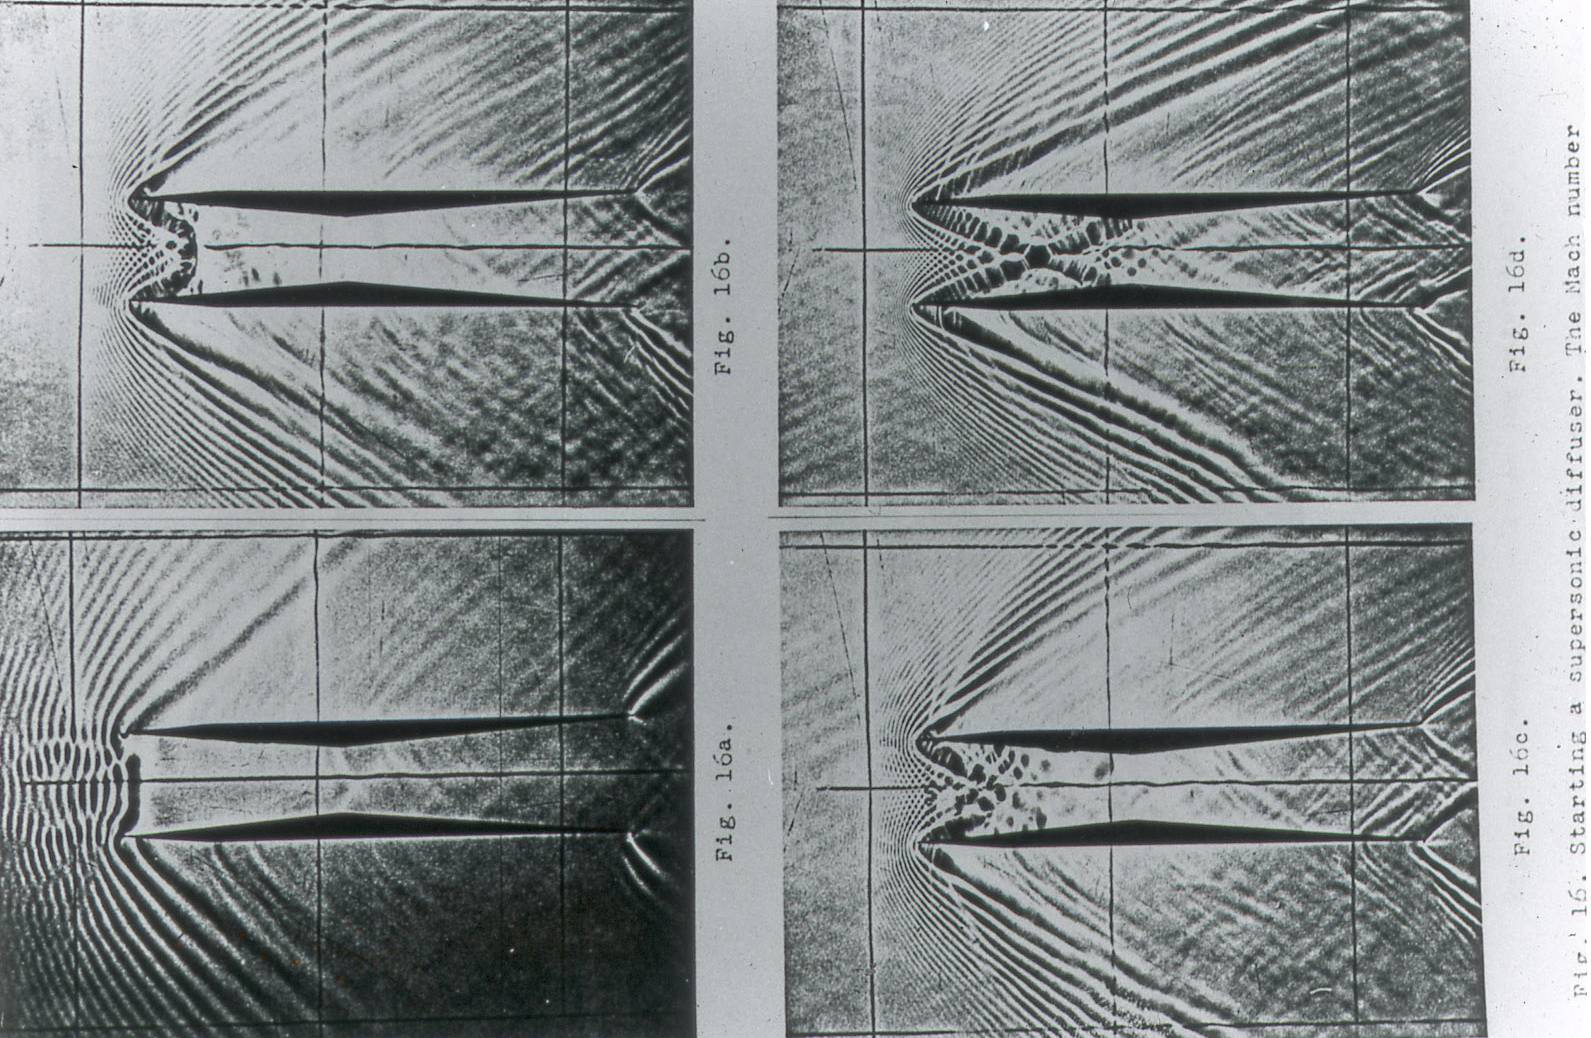 Fig. 16a.
Fig. 16b.
Fig. 16c.
Fig. 16d.
Fig. 16. Starting a supersonic diffuser. The Mach number